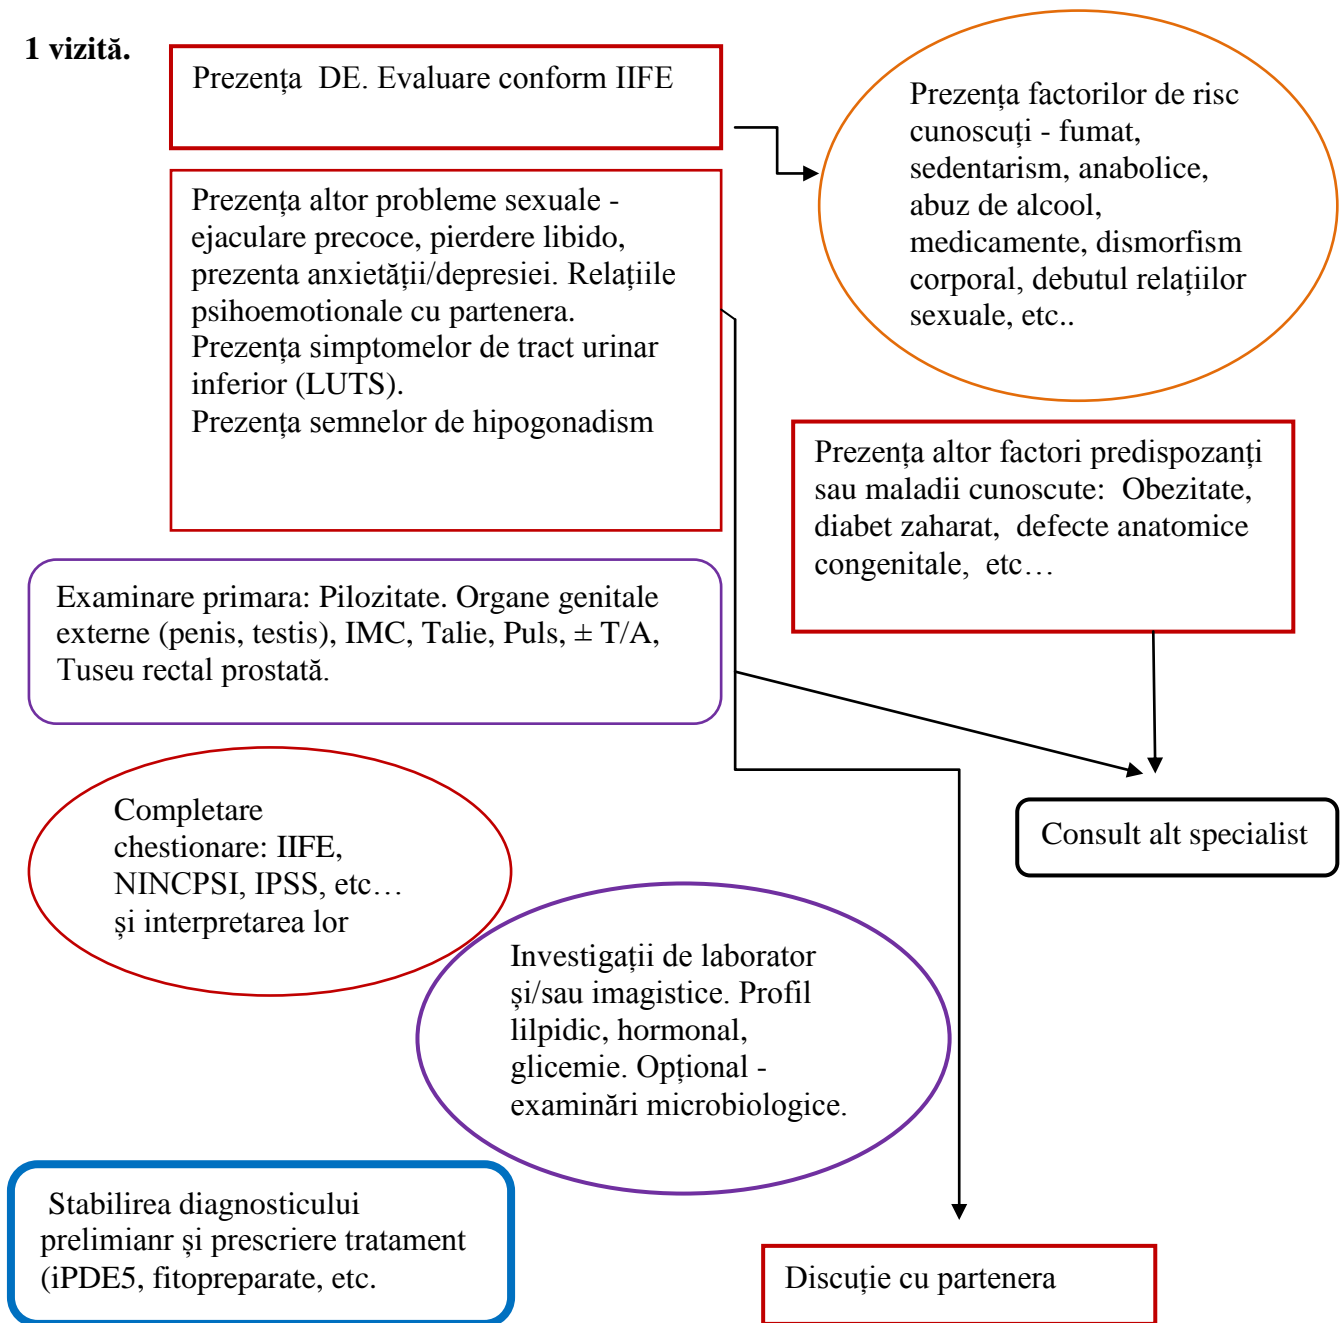 1 vizită.
Prezența  DE. Evaluare conform IIFE
Prezența factorilor de risc
cunoscuți - fumat,
sedentarism, anabolice,
abuz de alcool,
medicamente, dismorfism
corporal, debutul relațiilor
sexuale, etc..
Prezența altor probleme sexuale -
ejaculare precoce, pierdere libido,
prezenta anxietății/depresiei. Relațiile
psihoemotionale cu partenera.
Prezența simptomelor de tract urinar
inferior (LUTS).
Prezența semnelor de hipogonadism
Prezența altor factori predispozanți
sau maladii cunoscute:  Obezitate,
diabet zaharat,  defecte anatomice
congenitale,  etc…
Examinare primara: Pilozitate. Organe genitale
externe (penis, testis), IMC, Talie, Puls, ± T/A,
Tuseu rectal prostată.
Completare
chestionare: IIFE,
NINCPSI, IPSS, etc…
și interpretarea lor
Consult alt specialist
Investigații de laborator
și/sau imagistice. Profil
lilpidic, hormonal,
glicemie. Opțional -
examinări microbiologice.
Stabilirea diagnosticului
prelimianr și prescriere tratament
(iPDE5, fitopreparate, etc.
Discuție cu partenera